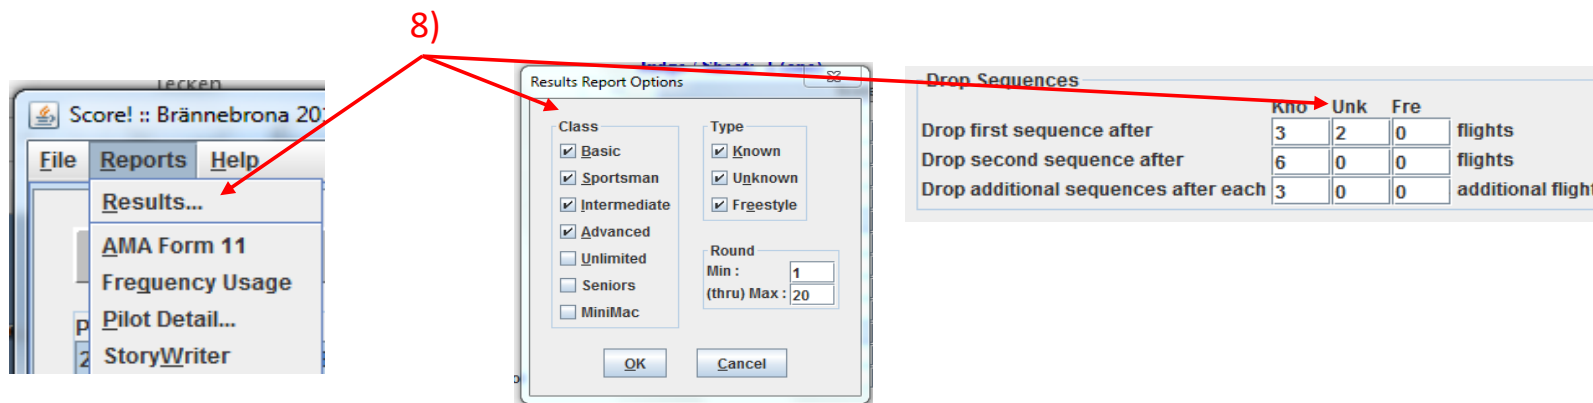 8)
Tecken
Score! :: Brännebrona 20
File Reports Help
Results...
AMA Form 11
Frequency Usage
Pilot Detail...
StoryWriter
P
2
Results Report Options
Class
Basic
Sportsman
Intermediate
Advanced
Unlimited
Seniors
MiniMac
Type
Known
Unknown
Freestyle
Round
Min : 1
(thru) Max : 20
OK Cancel
Drop Sequences
Kno Unk Fre
Drop first sequence after 3 2 0 flights
Drop second sequence after 6 0 0 flights
Drop additional sequences after each 3 0 0 additional flight